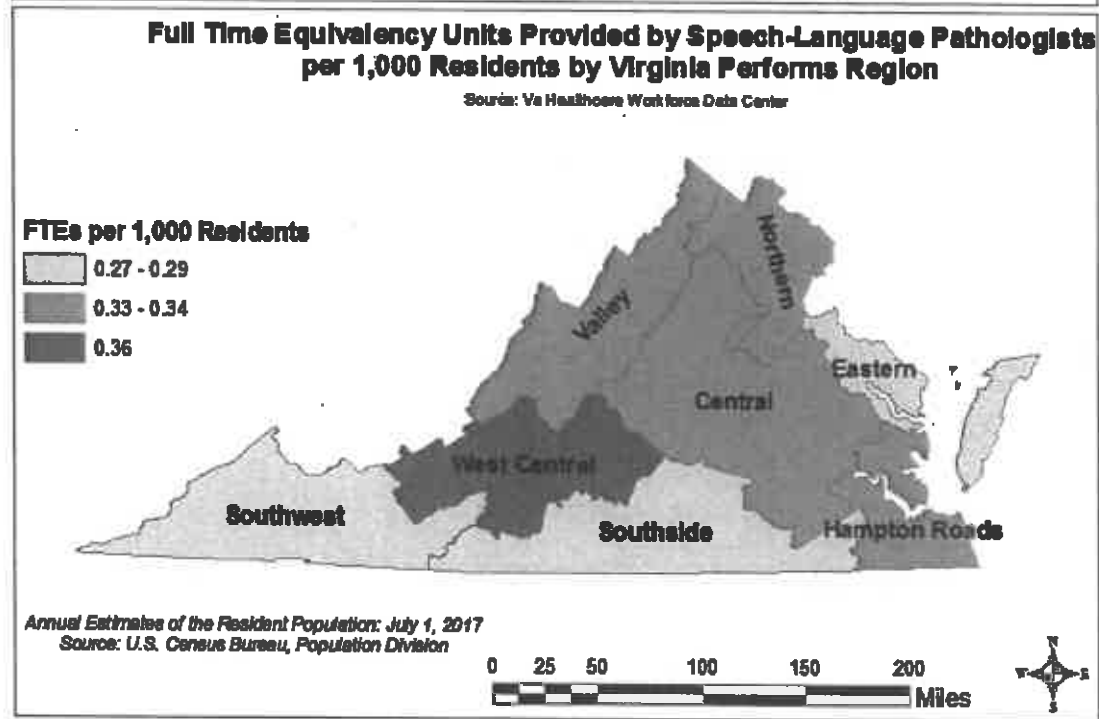 Full Time Equivalency Units Provided by Speech-Language Pathologists
per 1,000 Residents by Virginia Performs Region
Source: Va Healthcare Workforce Data Center
FTEs per 1,000 Residents
0.27 - 0.29
0.33 - 0.34
0.36
Northern
Valley
Eastern
Central
West Central
Southwest
Southside
Hampton Roads
Annual Estimates of the Resident Population: July 1, 2017
Source: U.S. Census Bureau, Population Division
0 25 50 100 150 200
Miles
N
W E
S